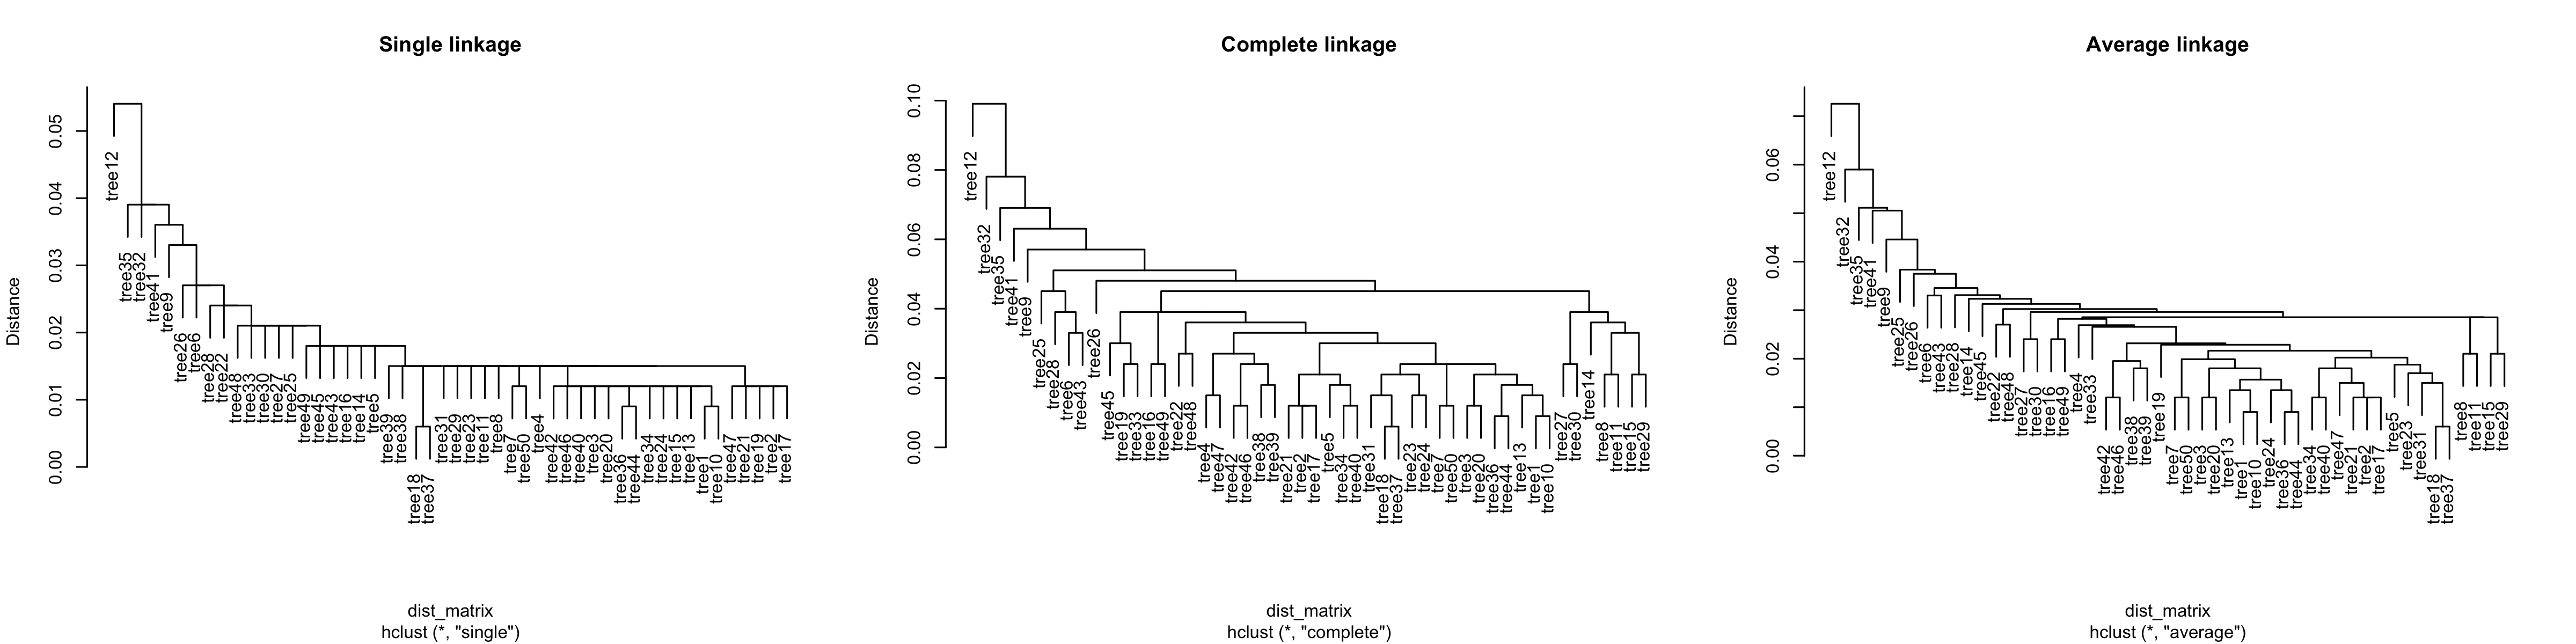 Single linkage
Distance
0.00
0.01
0.02
0.03
0.04
0.05
tree12
tree35
tree32
tree41
tree9
tree26
tree6
tree28
tree22
tree48
tree33
tree30
tree27
tree25
tree49
tree45
tree43
tree16
tree14
tree5
tree39
tree38
tree18
tree37
tree31
tree29
tree23
tree11
tree8
tree7
tree50
tree4
tree42
tree46
tree40
tree3
tree20
tree36
tree44
tree34
tree24
tree15
tree13
tree1
tree10
tree47
tree21
tree19
tree2
tree17
dist_matrix
hclust (*, "single")
Complete linkage
Distance
0.00
0.02
0.04
0.06
0.08
0.10
tree12
tree32
tree35
tree41
tree9
tree25
tree28
tree6
tree43
tree26
tree45
tree19
tree33
tree16
tree49
tree22
tree48
tree4
tree47
tree42
tree46
tree38
tree39
tree21
tree2
tree17
tree5
tree34
tree40
tree31
tree18
tree37
tree23
tree24
tree7
tree50
tree3
tree20
tree36
tree44
tree13
tree1
tree10
tree27
tree30
tree14
tree8
tree11
tree15
tree29
dist_matrix
hclust (*, "complete")
Average linkage
Distance
0.00
0.02
0.04
0.06
tree12
tree32
tree35
tree41
tree9
tree25
tree26
tree6
tree43
tree28
tree14
tree45
tree22
tree48
tree27
tree30
tree16
tree49
tree4
tree33
tree42
tree46
tree38
tree39
tree19
tree7
tree50
tree3
tree20
tree13
tree1
tree10
tree24
tree36
tree44
tree34
tree40
tree47
tree21
tree2
tree17
tree5
tree23
tree31
tree18
tree37
tree8
tree11
tree15
tree29
dist_matrix
hclust (*, "average")